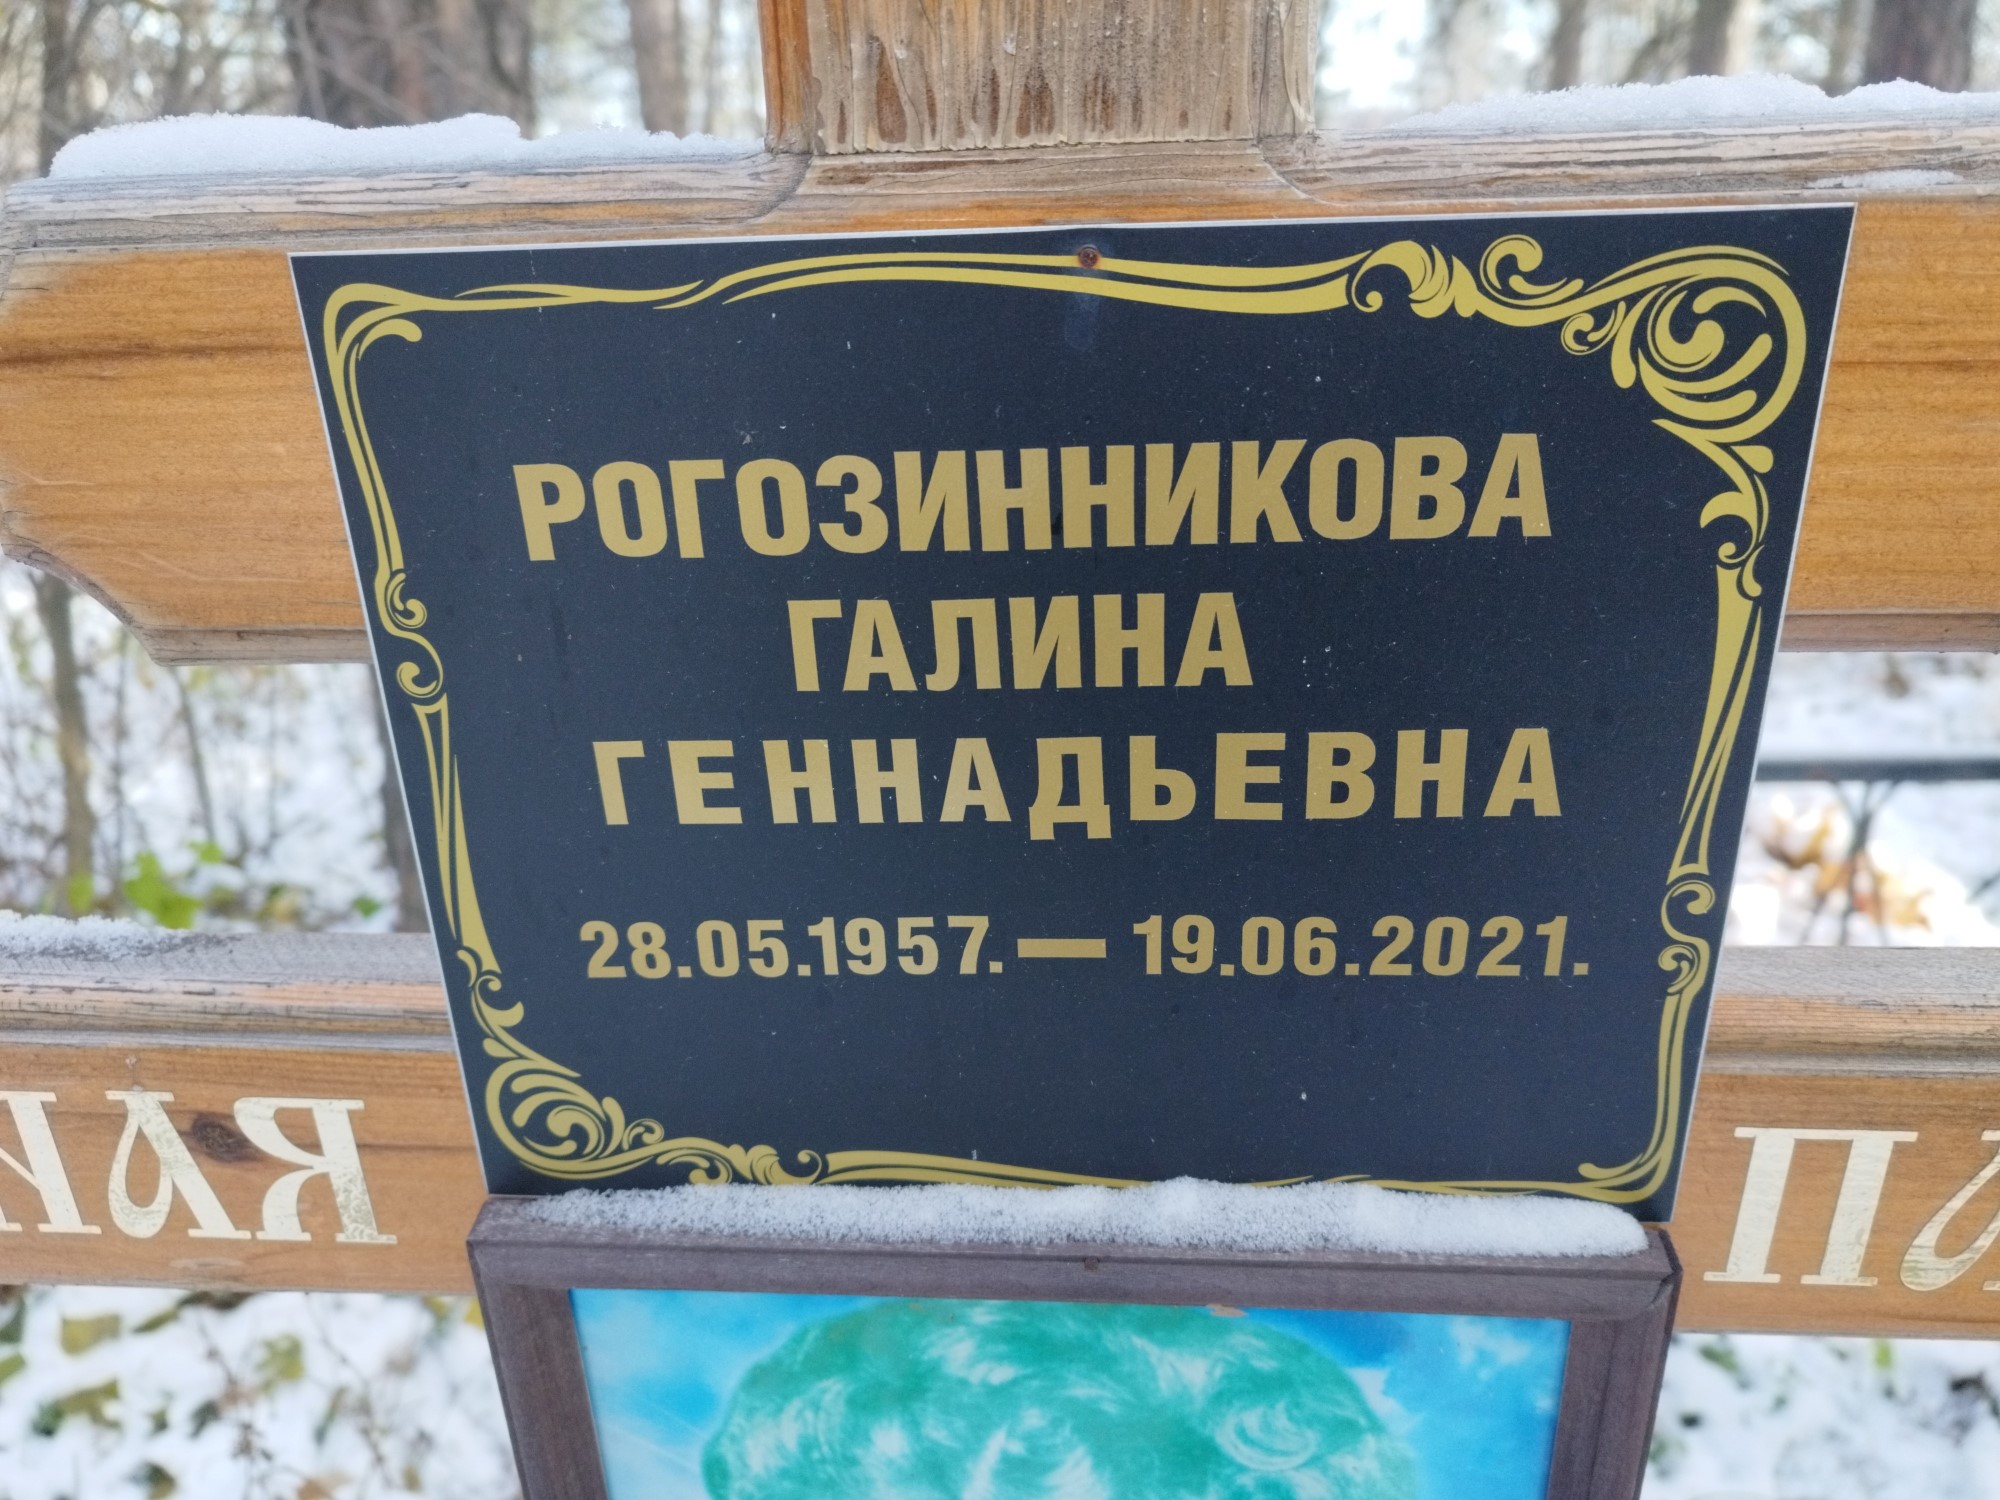 РОГОЗИННИКОВА
ГАЛИНА
ГЕННАДЬЕВНА
28.05.1957. — 19.06.2021.